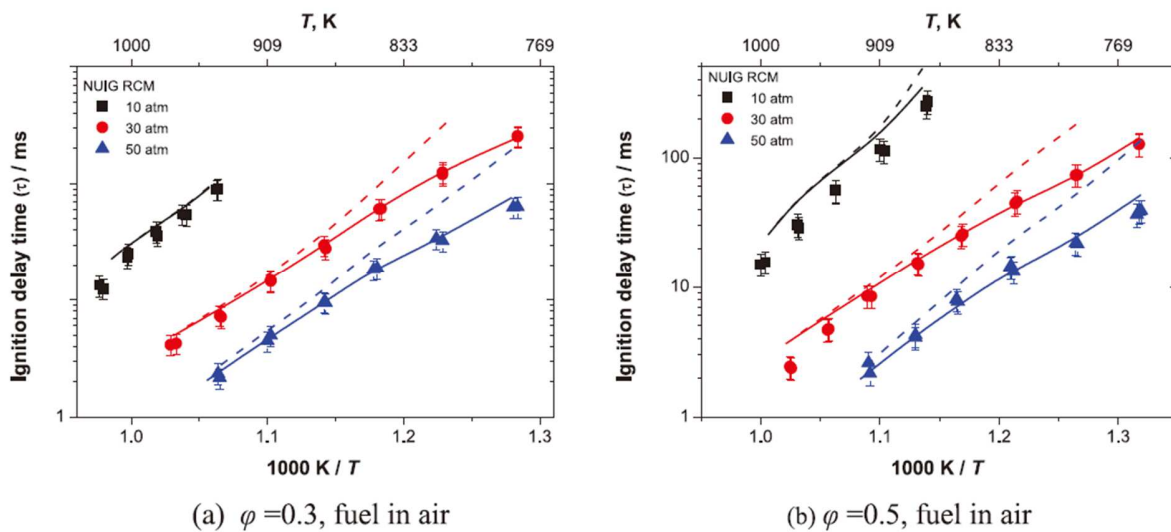 T, K
1000 909 833 769
NUIG RCM
10 atm
30 atm
50 atm
Ignition delay time (τ) / ms
1
1.0 1.1 1.2 1.3
1000 K / T
(a) φ =0.3, fuel in air
T, K
1000 909 833 769
NUIG RCM
10 atm
30 atm
50 atm
Ignition delay time (τ) / ms
100
10
1
1.0 1.1 1.2 1.3
1000 K / T
(b) φ =0.5, fuel in air